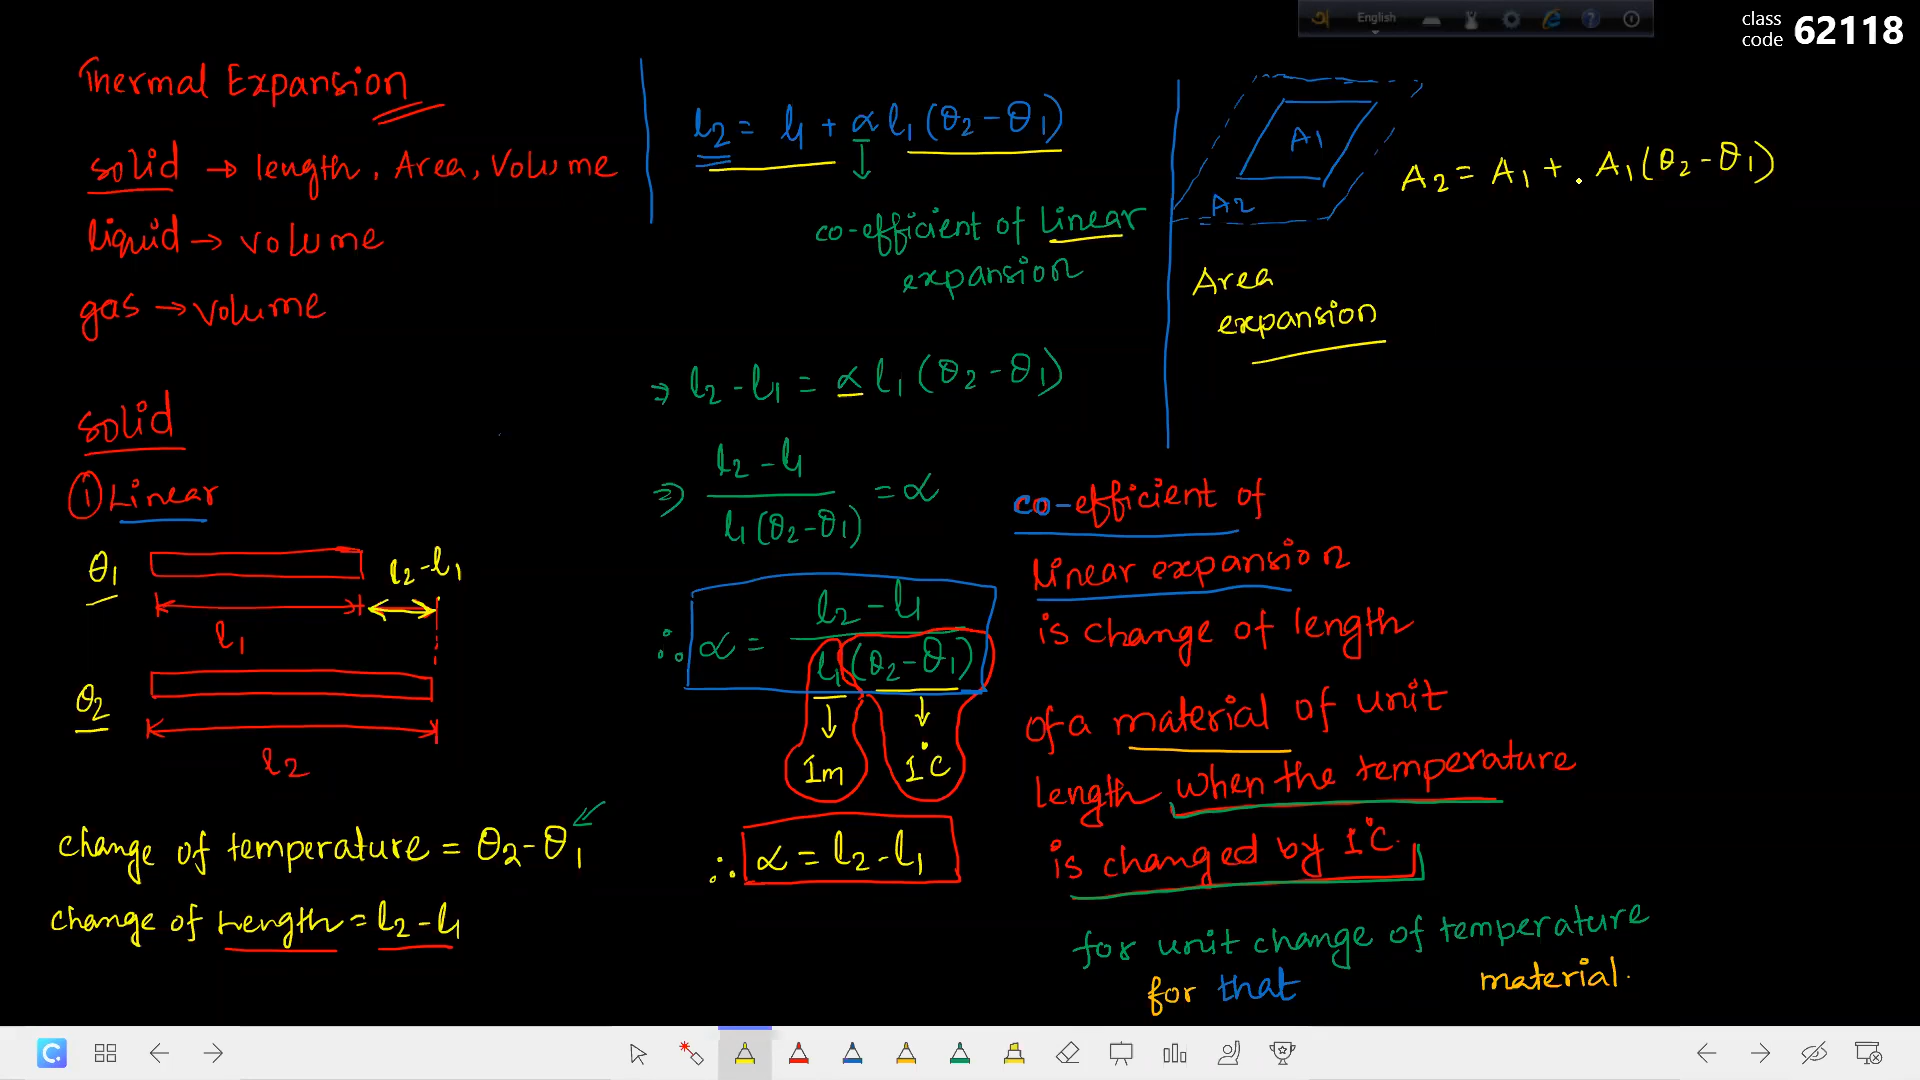 English
class code 62118
Thermal Expansion
solid → length, Area, Volume
liquid → volume
gas → volume
solid
① Linear
θ1
l2-l1
l1
θ2
l2
change of temperature = θ2-θ1
change of Length = l2-l1
l2 = l1 + α l1 (θ2-θ1)
co-efficient of linear
expansion
⇒ l2-l1 = α l1 (θ2-θ1)
⇒ l2-l1 / l1(θ2-θ1) = α
∴ α = l2-l1 / l1(θ2-θ1)
1m
1°C
∴ α = l2-l1
A1
A2
A2 = A1 + . A1(θ2-θ1)
Area
expansion
co-efficient of
linear expansion
is change of length
of a material of unit
length when the temperature
is changed by 1°C.
for unit change of temperature
for that material.